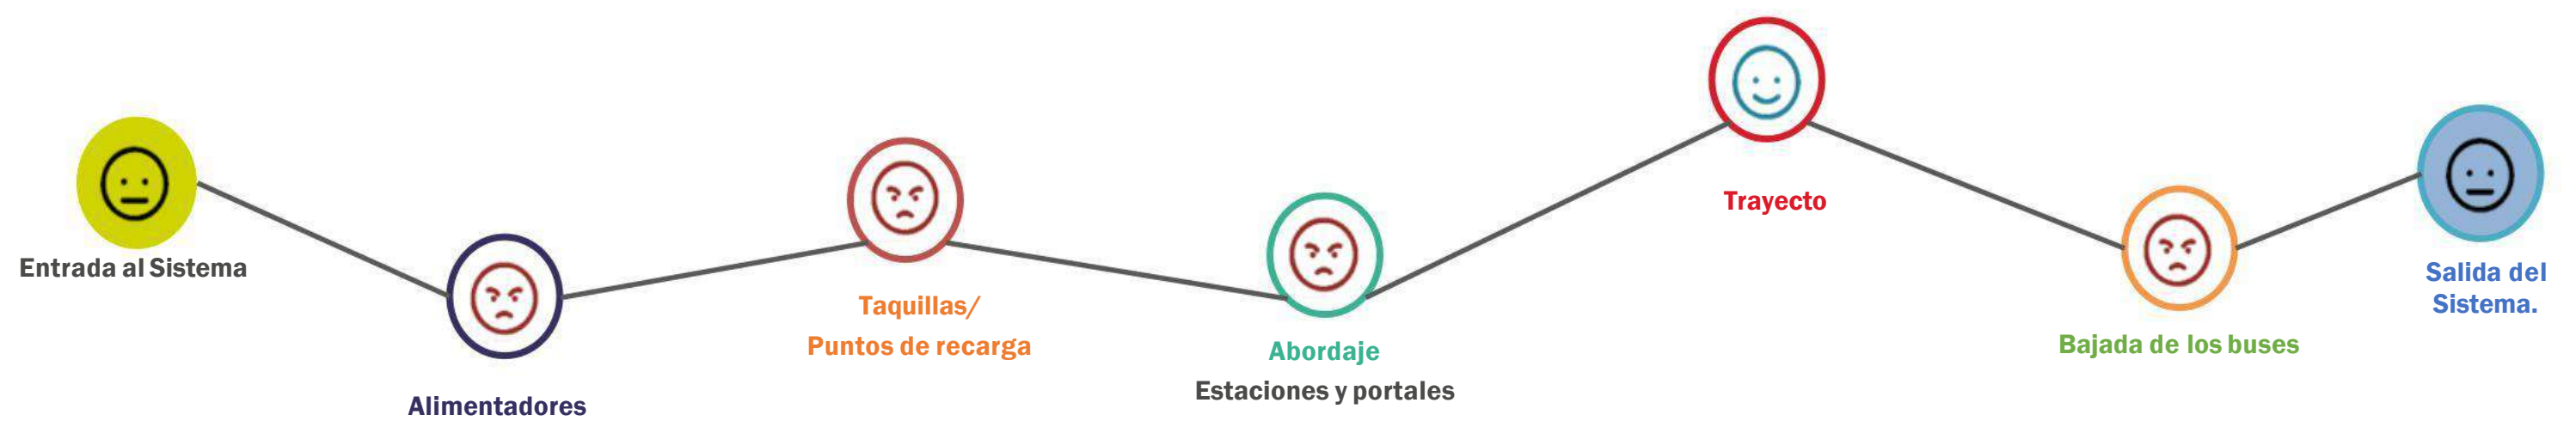 Entrada al Sistema
Alimentadores
Taquillas/
Puntos de recarga
Abordaje
Estaciones y portales
Trayecto
Bajada de los buses
Salida del
Sistema.